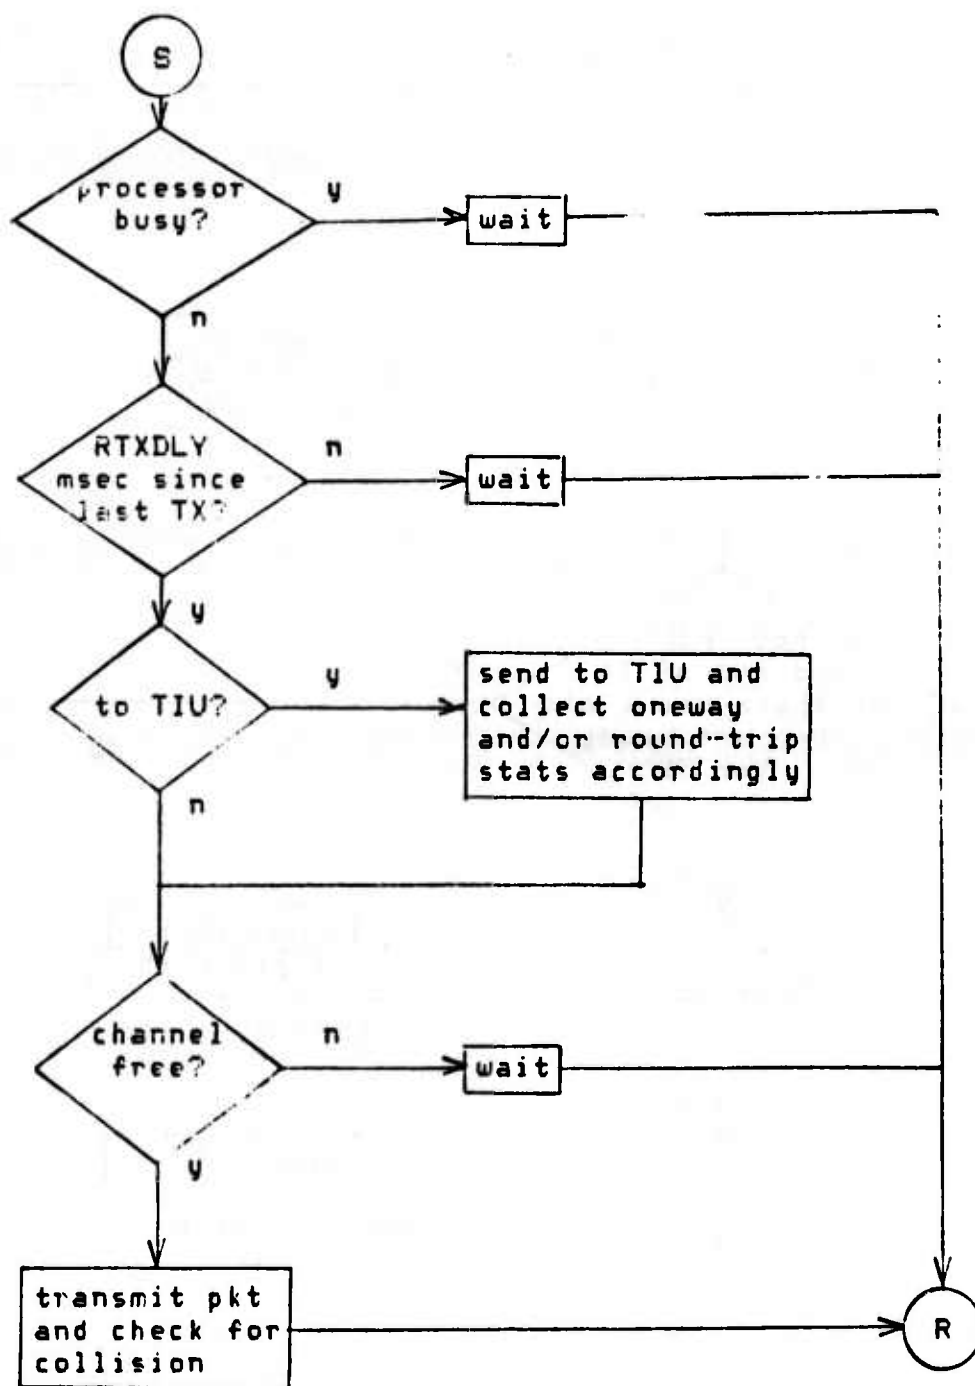 S
processor
busy?
y
wait
n
RTXDLY
msec since
last TX?
n
wait
y
to TIU?
y
send to TIU and
collect oneway
and/or round-trip
stats accordingly
n
channel
free?
n
wait
y
transmit pkt
and check for
collision
R